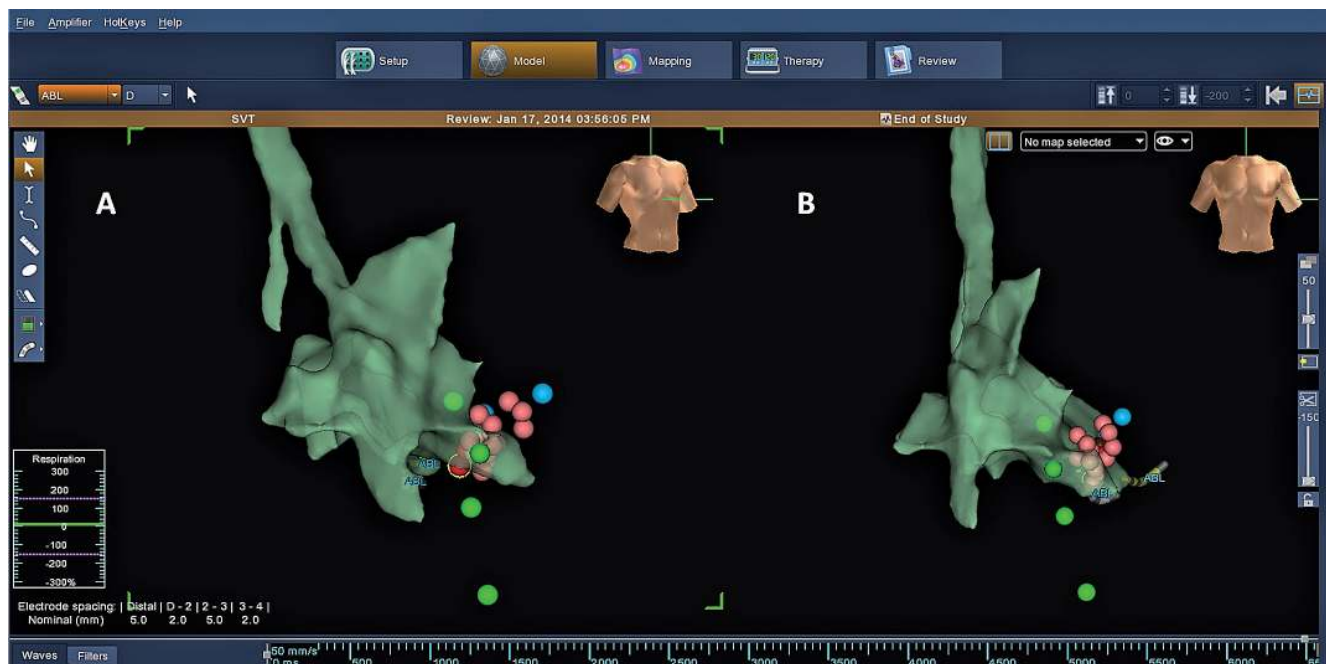 File Amplifier HotKeys Help
Setup Model Mapping Therapy Review
ABL D 0 -200
SVT Review: Jan 17, 2014 03:56:05 PM End of Study
No map selected
A B
50
-150
ABL
ABL
ABL
ABL
Respiration
300
200
100
0
-100
-200
-300%
Electrode spacing: | Distal | D - 2 | 2 - 3 | 3 - 4 |
Nominal (mm) 5.0 2.0 5.0 2.0
Waves Filters
50 mm/s
0 ms 500 1000 1500 2000 2500 3000 3500 4000 4500 5000 5500 6000